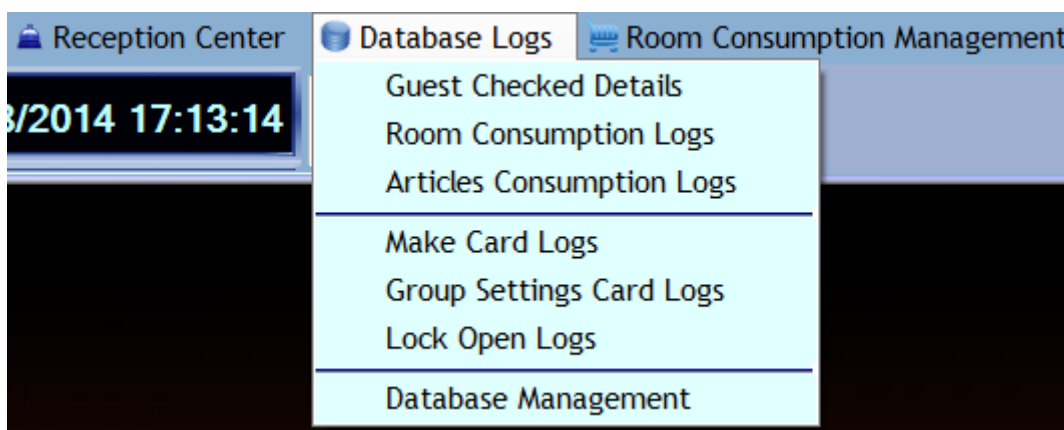 Reception Center Database Logs Room Consumption Management
/2014 17:13:14
Guest Checked Details
Room Consumption Logs
Articles Consumption Logs
Make Card Logs
Group Settings Card Logs
Lock Open Logs
Database Management